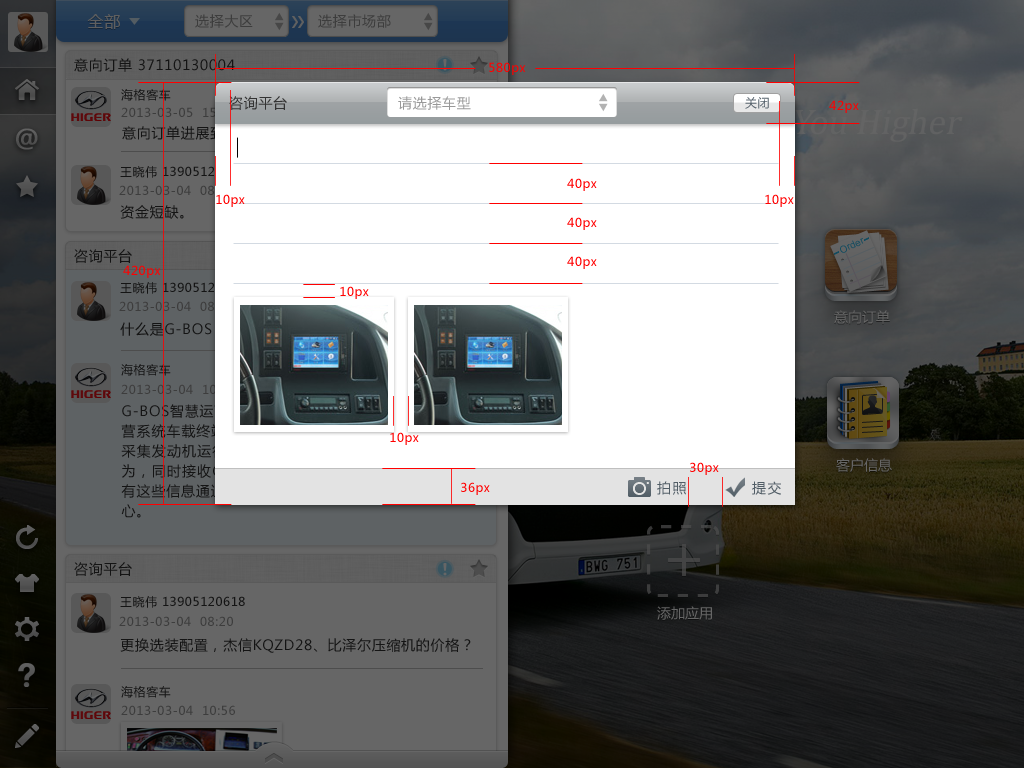 全部
选择大区
选择市场部
意向订单 37110130004
580px
海格客车
2013-03-05
HIGER
意向订单进展
王晓伟 1390512
2013-03-04
资金短缺。
咨询平台
请选择车型
关闭
42px
You Higher
10px
40px
10px
40px
40px
10px
咨询平台
420px
王晓伟 1390512
2013-03-04
什么是G-BOS
海格客车
2013-03-04
HIGER
G-BOS智慧运
营系统车载终端
采集发动机运行
为，同时接收
有这些信息通过
心。
10px
30px
36px
拍照
提交
Order
意向订单
客户信息
BWG 751
添加应用
咨询平台
王晓伟 13905120618
2013-03-04 08:20
更换选装配置，杰信KQZD28、比泽尔压缩机的价格？
海格客车
2013-03-04 10:56
HIGER